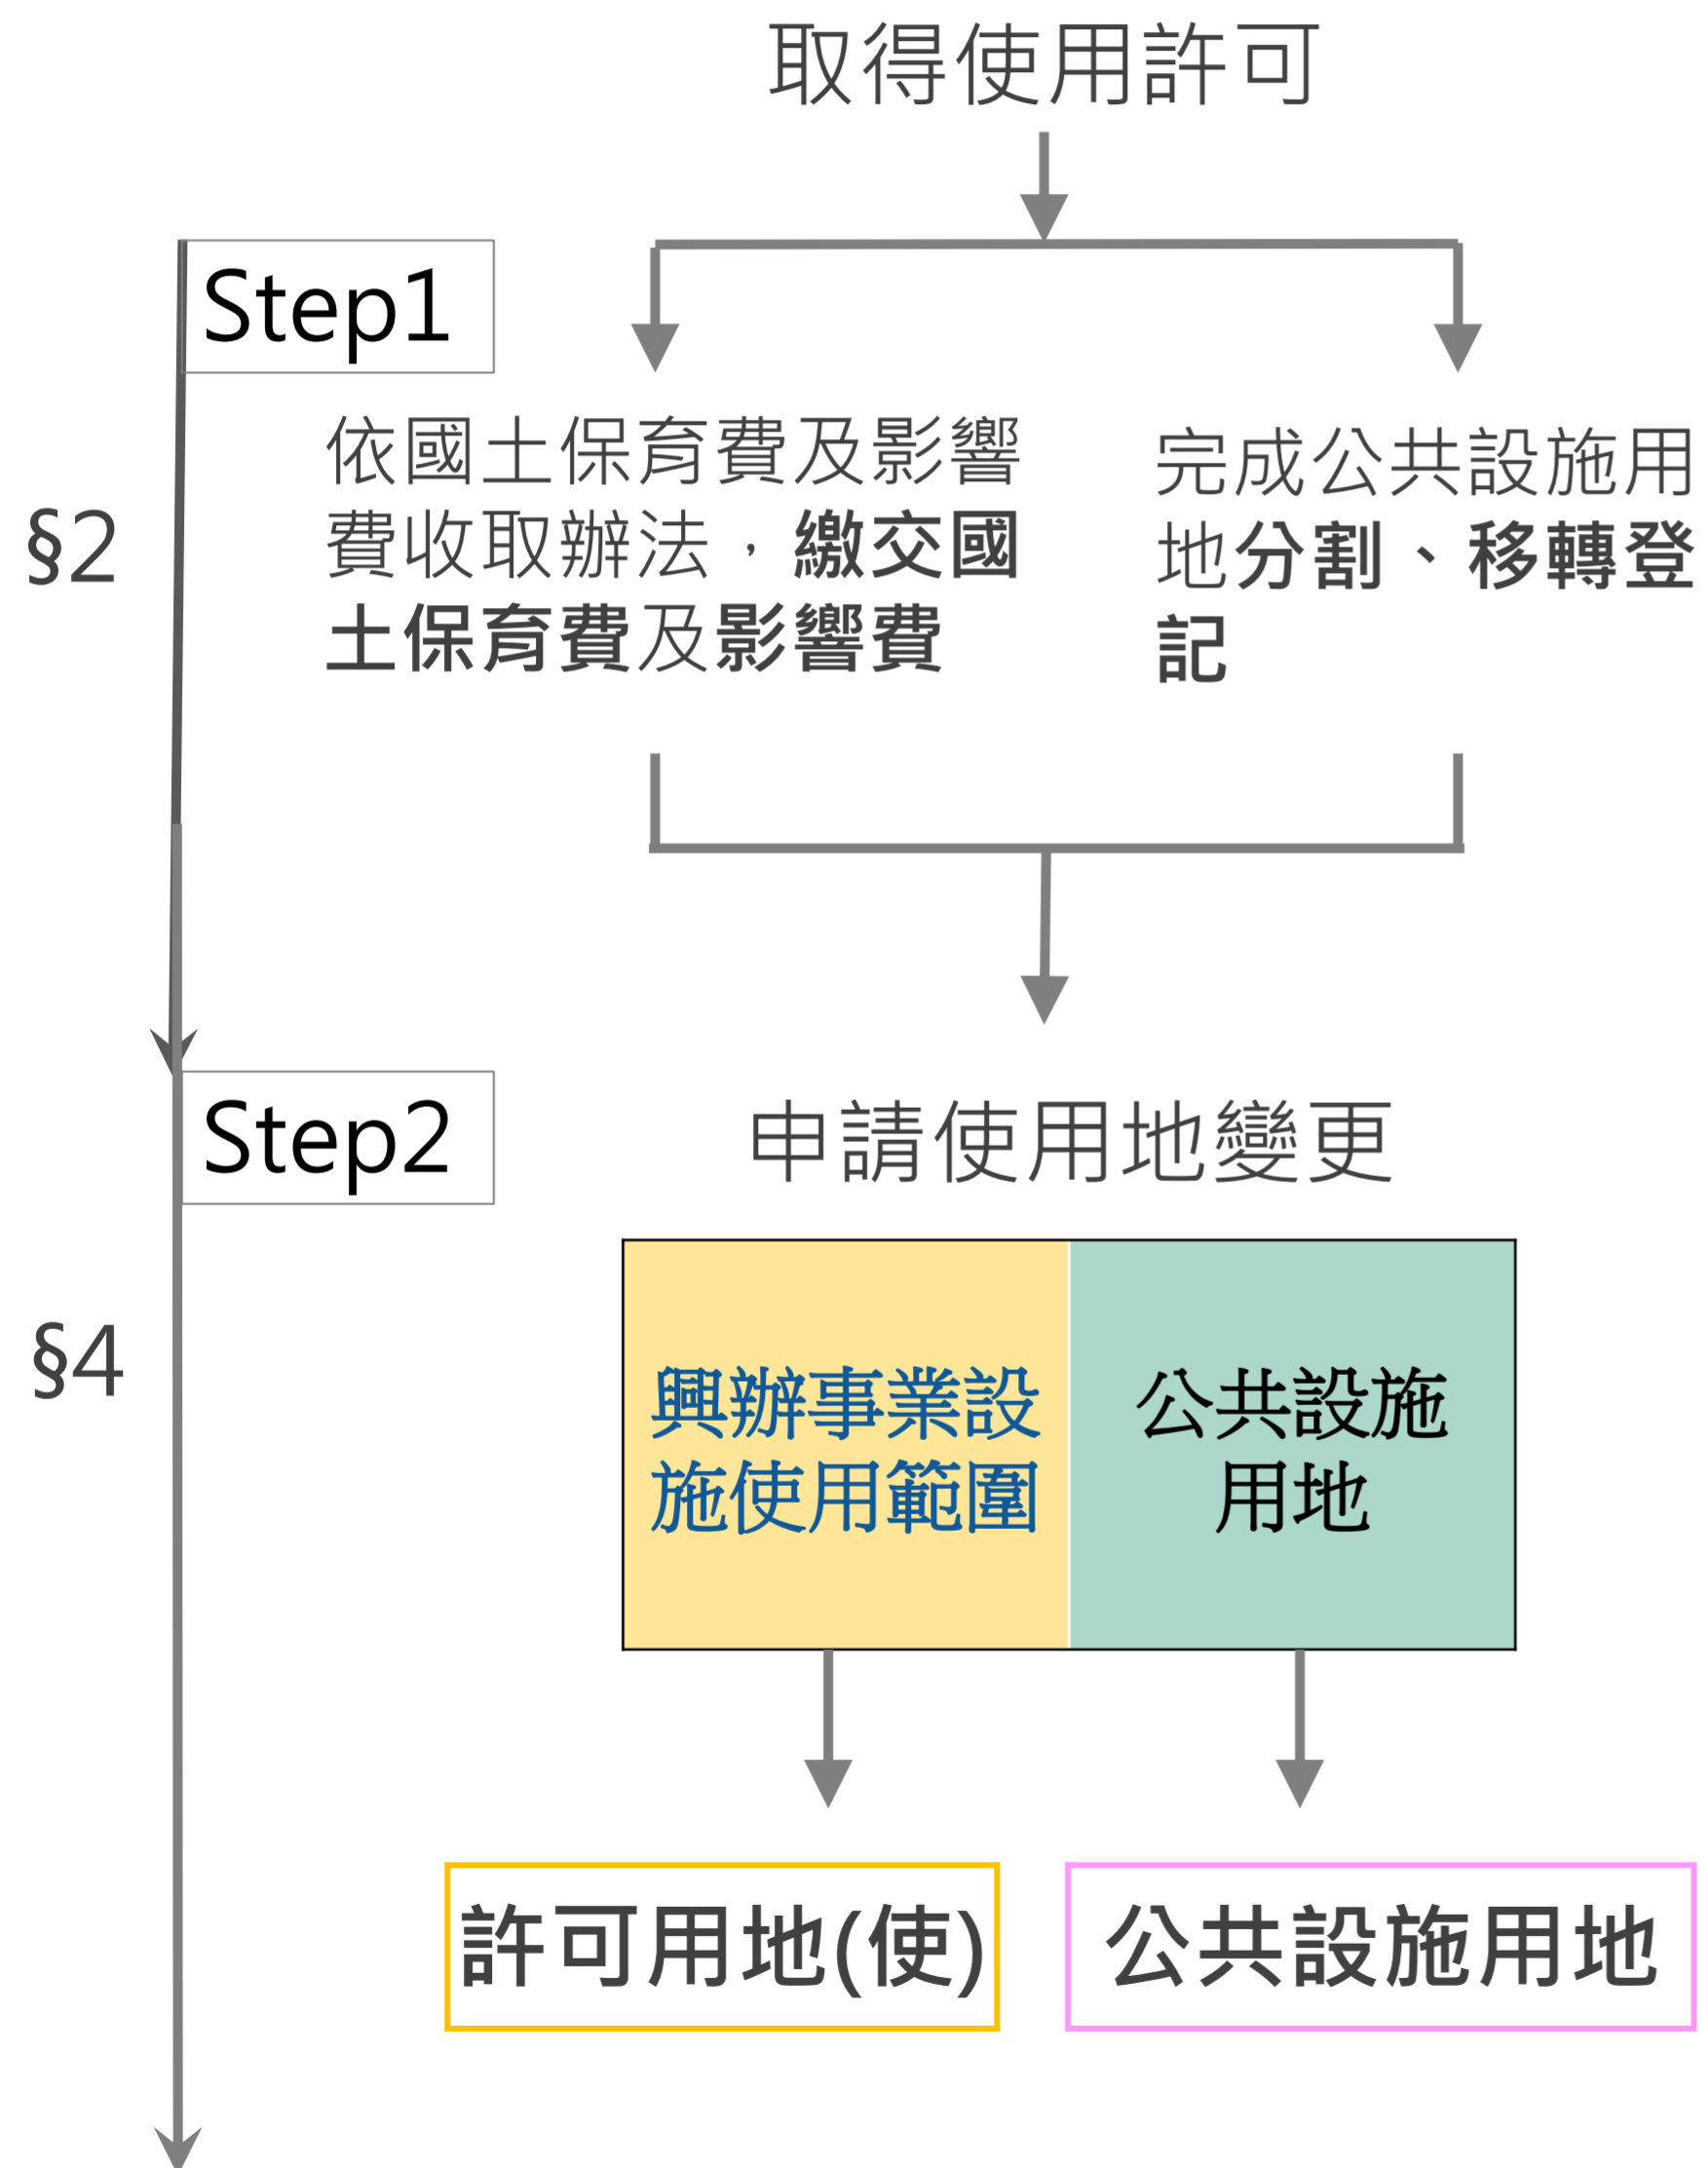 取得使用許可
Step1
§2
依國土保育費及影響
費收取辦法，繳交國
土保育費及影響費
完成公共設施用
地分割、移轉登
記
Step2
申請使用地變更
§4
興辦事業設
施使用範圍
公共設施
用地
許可用地(使)
公共設施用地